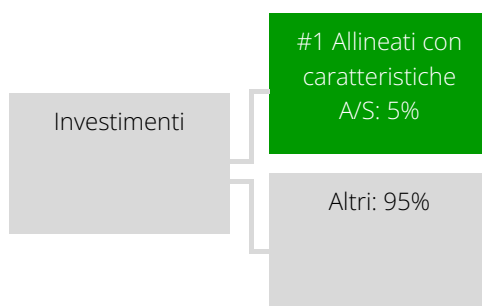 #1 Allineati con
caratteristiche
A/S: 5%
Investimenti
Altri: 95%